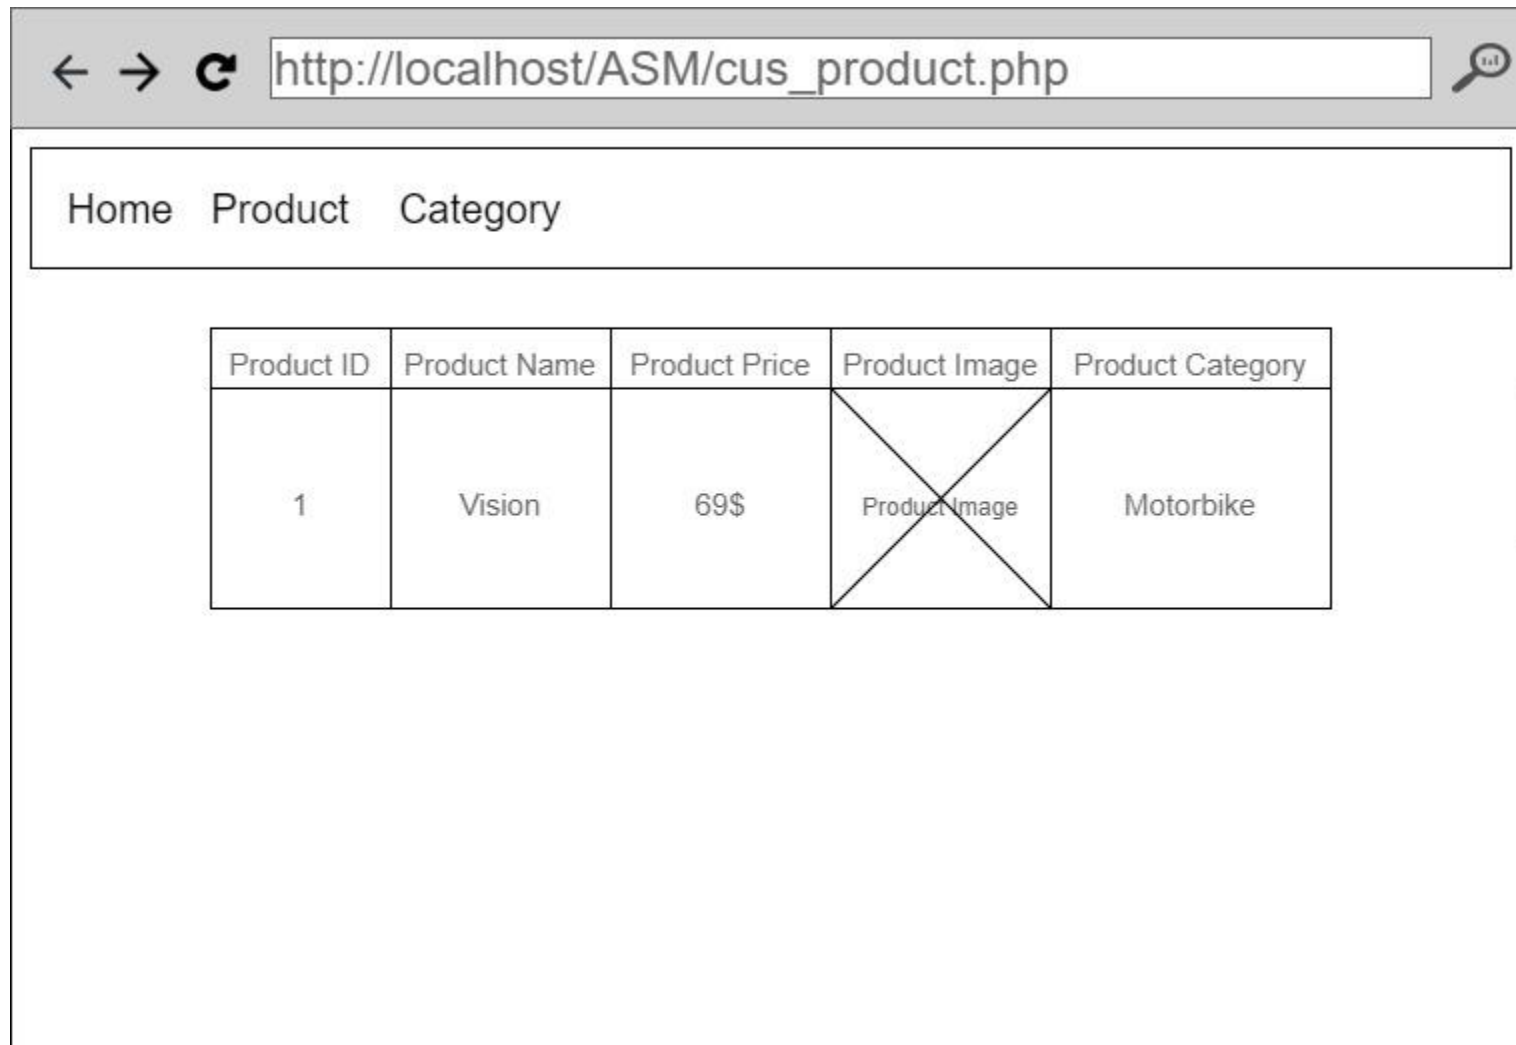 http://localhost/ASM/cus_product.php
Home Product Category
Product ID Product Name Product Price Product Image Product Category
1 Vision 69$ Product Image Motorbike